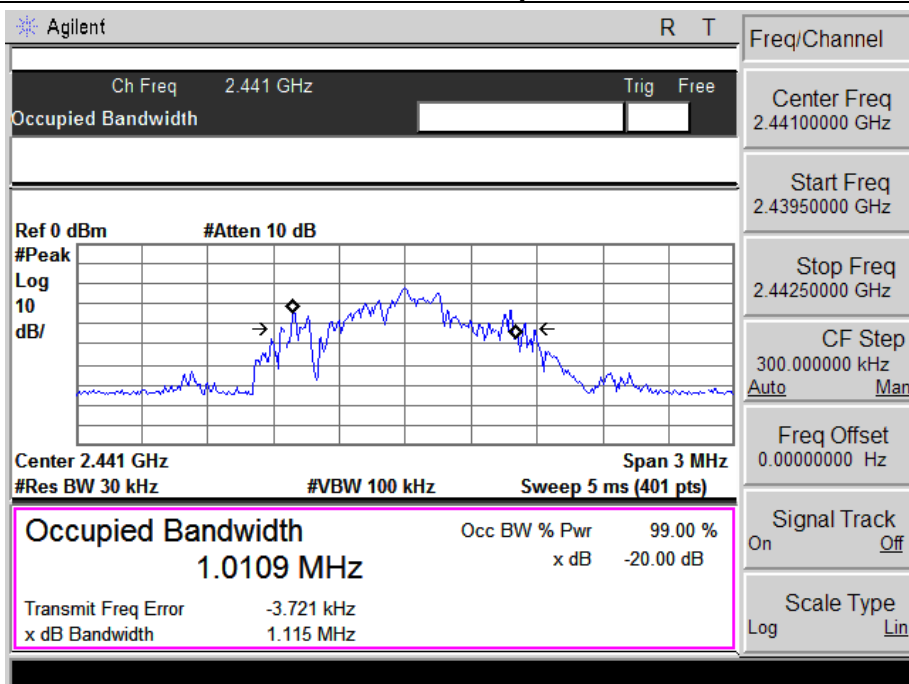 Agilent R T
Ch Freq 2.441 GHz Trig Free
Occupied Bandwidth
Ref 0 dBm #Atten 10 dB
#Peak
Log
10
dB/
Center 2.441 GHz Span 3 MHz
#Res BW 30 kHz #VBW 100 kHz Sweep 5 ms (401 pts)
Occupied Bandwidth Occ BW % Pwr 99.00 %
1.0109 MHz x dB -20.00 dB
Transmit Freq Error -3.721 kHz
x dB Bandwidth 1.115 MHz
Freq/Channel
Center Freq
2.44100000 GHz
Start Freq
2.43950000 GHz
Stop Freq
2.44250000 GHz
CF Step
300.000000 kHz
Auto Man
Freq Offset
0.00000000 Hz
Signal Track
On Off
Scale Type
Log Lin